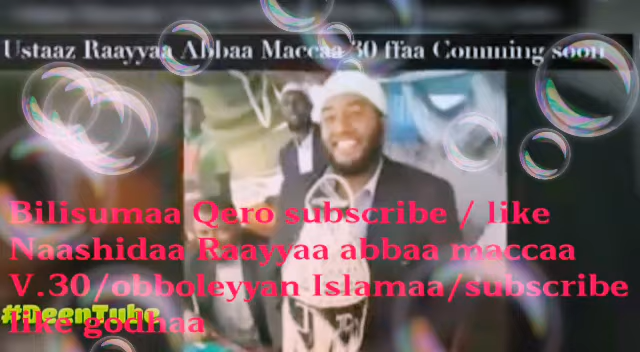 Ustaaz Raayyaa Abbaa Maccaa 30 ffaa Comming soon
Bilisumaa Qero subscribe / like
Naashidaa Raayyaa abbaa maccaa
V.30/obboleyyan Islamaa/subscribe
#DeenTube
like godhaa